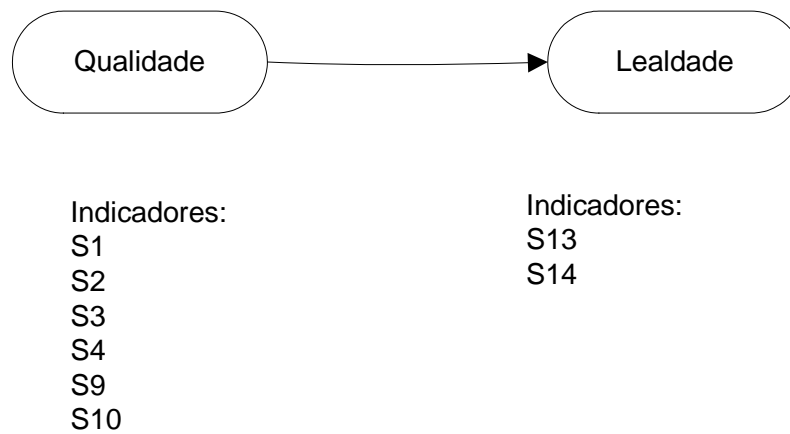 Qualidade
Lealdade
Indicadores:
S1
S2
S3
S4
S9
S10
Indicadores:
S13
S14